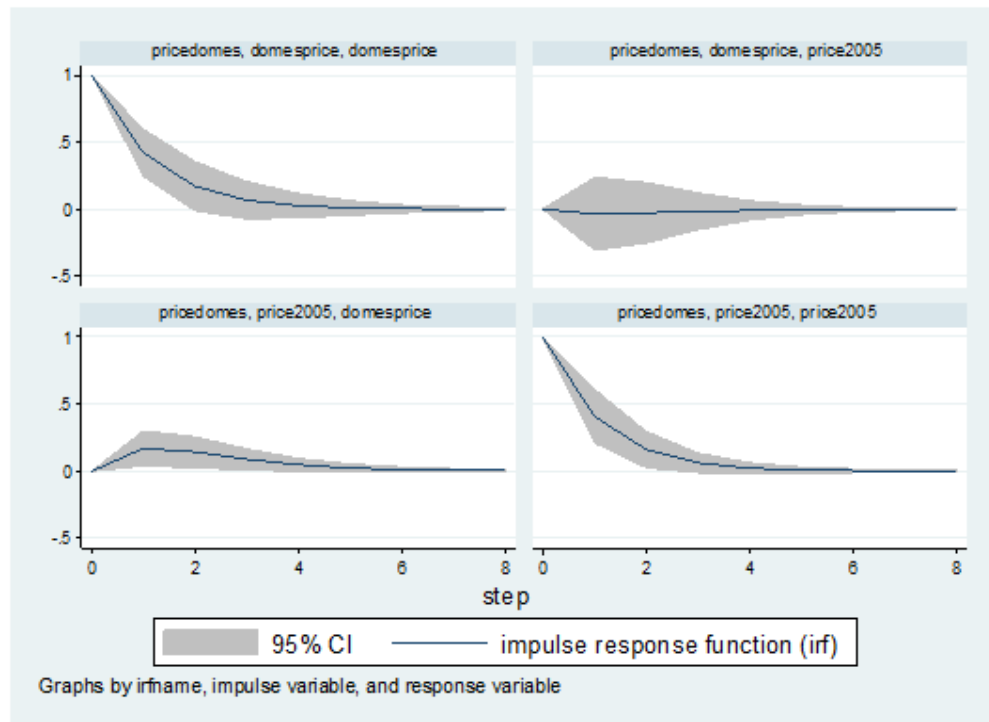 pricedomes, domesprice, domesprice
pricedomes, domesprice, price2005
1
.5
0
-.5
pricedomes, price2005, domesprice
pricedomes, price2005, price2005
1
.5
0
-.5
0 2 4 6 8
0 2 4 6 8
step
95% CI
impulse response function (irf)
Graphs by irfname, impulse variable, and response variable